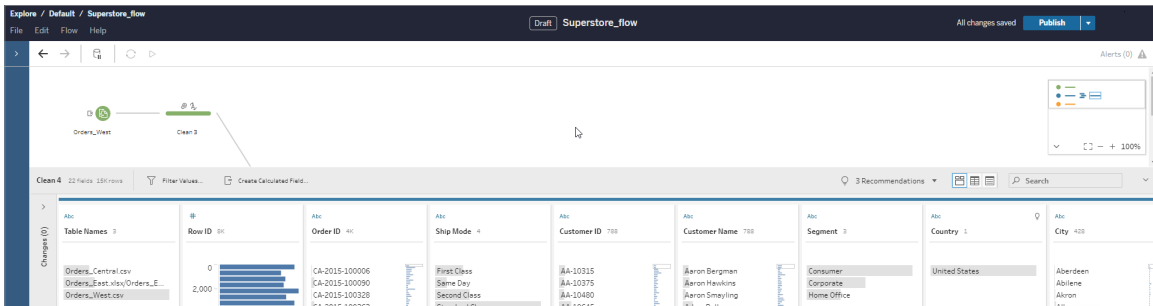 Explore / Default / Superstore_flow
File Edit Flow Help
Draft Superstore_flow
All changes saved Publish
Alerts (0)
Orders_West
Clean 3
100%
Clean 4 22 fields 15K rows Filter Values... Create Calculated Field... 3 Recommendations Search
Changes (0)
Abc # Abc Abc Abc Abc Abc Abc Abc
Table Names 3 Row ID 8K Order ID 4K Ship Mode 4 Customer ID 788 Customer Name 788 Segment 3 Country 1 City 428
Orders_Central.csv 0 CA-2015-100006 First Class AA-10315 Aaron Bergman Consumer United States Aberdeen
Orders_East.xlsx/Orders_E... 2,000 CA-2015-100090 Same Day AA-10375 Aaron Hawkins Corporate Abilene
Orders_West.csv CA-2015-100328 Second Class AA-10480 Aaron Smayling Home Office Akron